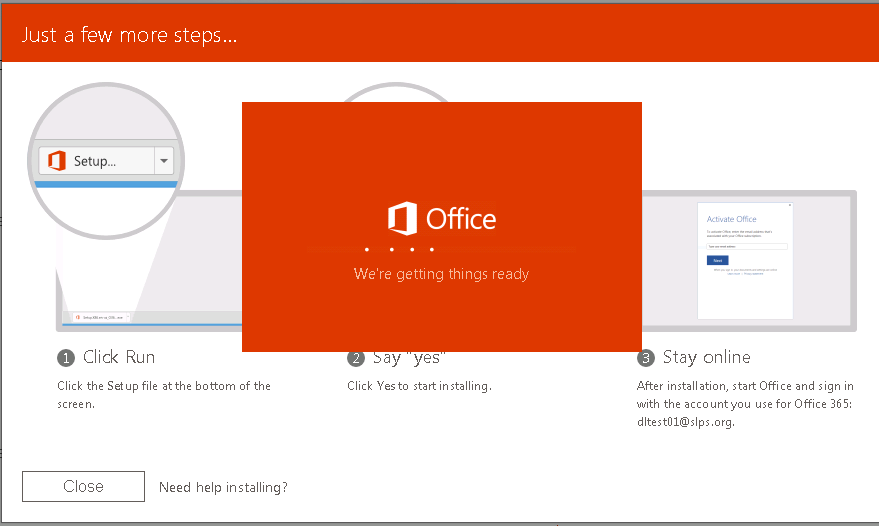 Just a few more steps...
Setup...
Office
We're getting things ready
Activate Office
Next
1 Click Run
Click the Setup file at the bottom of the
screen.
2 Say "yes"
Click Yes to start installing.
3 Stay online
After installation, start Office and sign in
with the account you use for Office 365:
dltest01@slps.org.
Close
Need help installing?